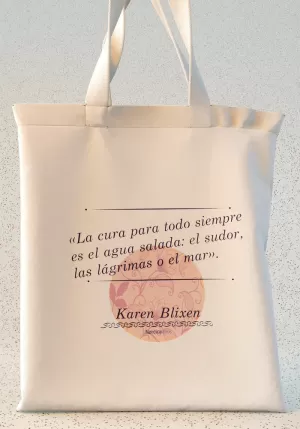 «La cura para todo siempre
es el agua salada: el sudor,
las lágrimas o el mar».
Karen Blixen